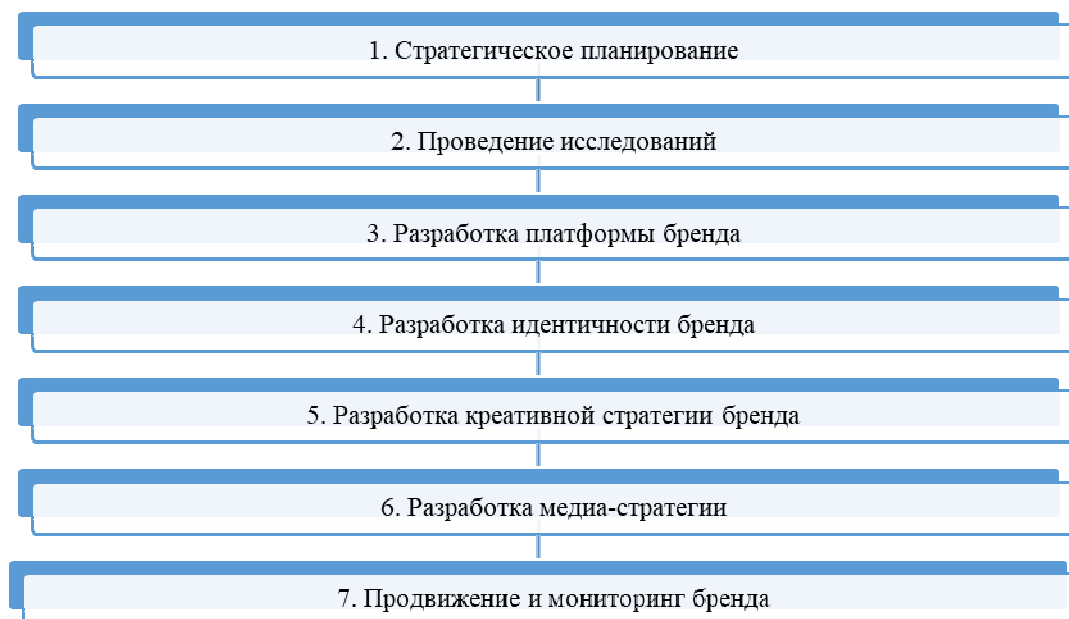 1. Стратегическое планирование
2. Проведение исследований
3. Разработка платформы бренда
4. Разработка идентичности бренда
5. Разработка креативной стратегии бренда
6. Разработка медиа-стратегии
7. Продвижение и мониторинг бренда